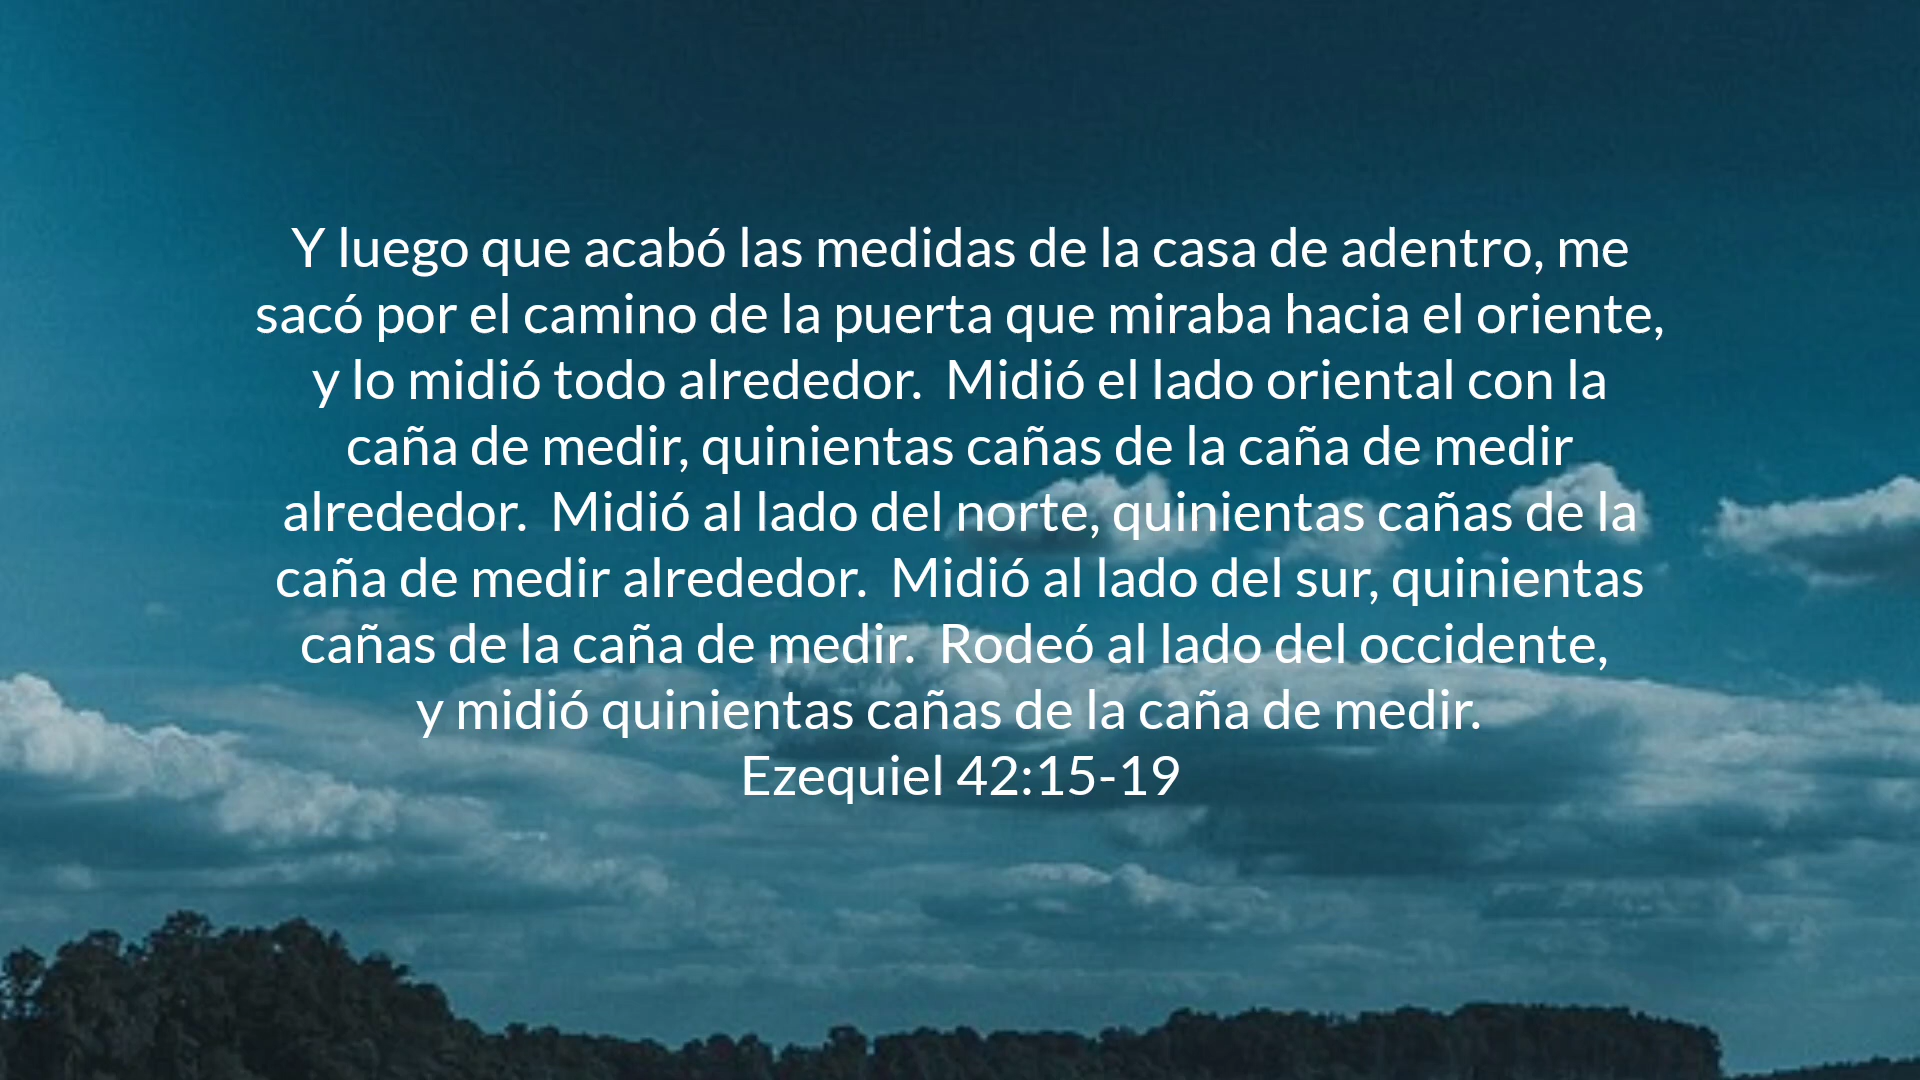 Y luego que acabó las medidas de la casa de adentro, me
sacó por el camino de la puerta que miraba hacia el oriente,
y lo midió todo alrededor.  Midió el lado oriental con la
caña de medir, quinientas cañas de la caña de medir
alrededor.  Midió al lado del norte, quinientas cañas de la
caña de medir alrededor.  Midió al lado del sur, quinientas
cañas de la caña de medir.  Rodeó al lado del occidente,
y midió quinientas cañas de la caña de medir.
Ezequiel 42:15-19